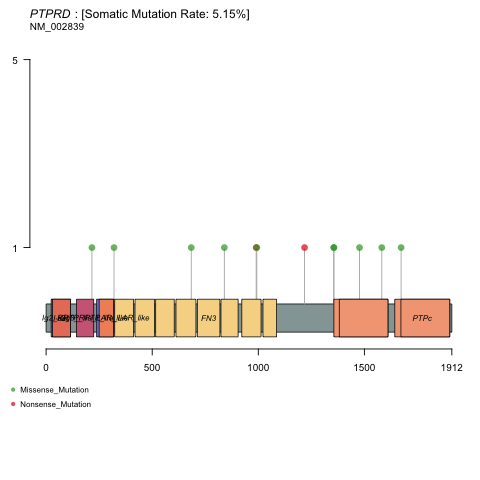 PTPRD : [Somatic Mutation Rate: 5.15%]
NM_002839
5
1
FN3
PTPc
0
500
1000
1500
1912
Missense_Mutation
Nonsense_Mutation